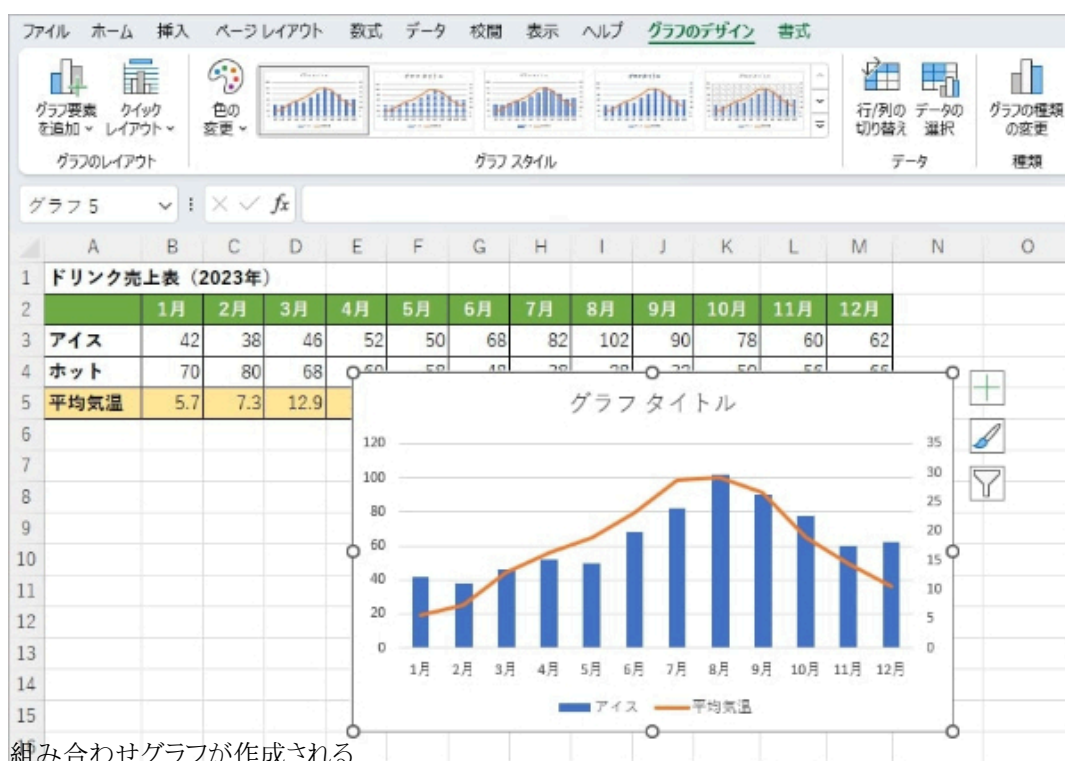 ファイル ホーム 挿入 ページ レイアウト 数式 データ 校閲 表示 ヘルプ グラフのデザイン 書式
グラフ要素 クイック 色の 行/列の データの グラフの種類
を追加 レイアウト 変更 切り替え 選択 の変更
グラフのレイアウト グラフ スタイル データ 種類
グラフ 5 fx
A B C D E F G H I J K L M N O
1 ドリンク売上表（2023年）
2 1月 2月 3月 4月 5月 6月 7月 8月 9月 10月 11月 12月
3 アイス 42 38 46 52 50 68 82 102 90 78 60 62
4 ホット 70 80 68
5 平均気温 5.7 7.3 12.9
6
7
8
9
10
11
12
13
14
15
グラフ タイトル
120 35
100 30
25
80 20
60 15
40 10
20 5
0 0
1月 2月 3月 4月 5月 6月 7月 8月 9月 10月 11月 12月
アイス 平均気温
組み合わせグラフが作成される